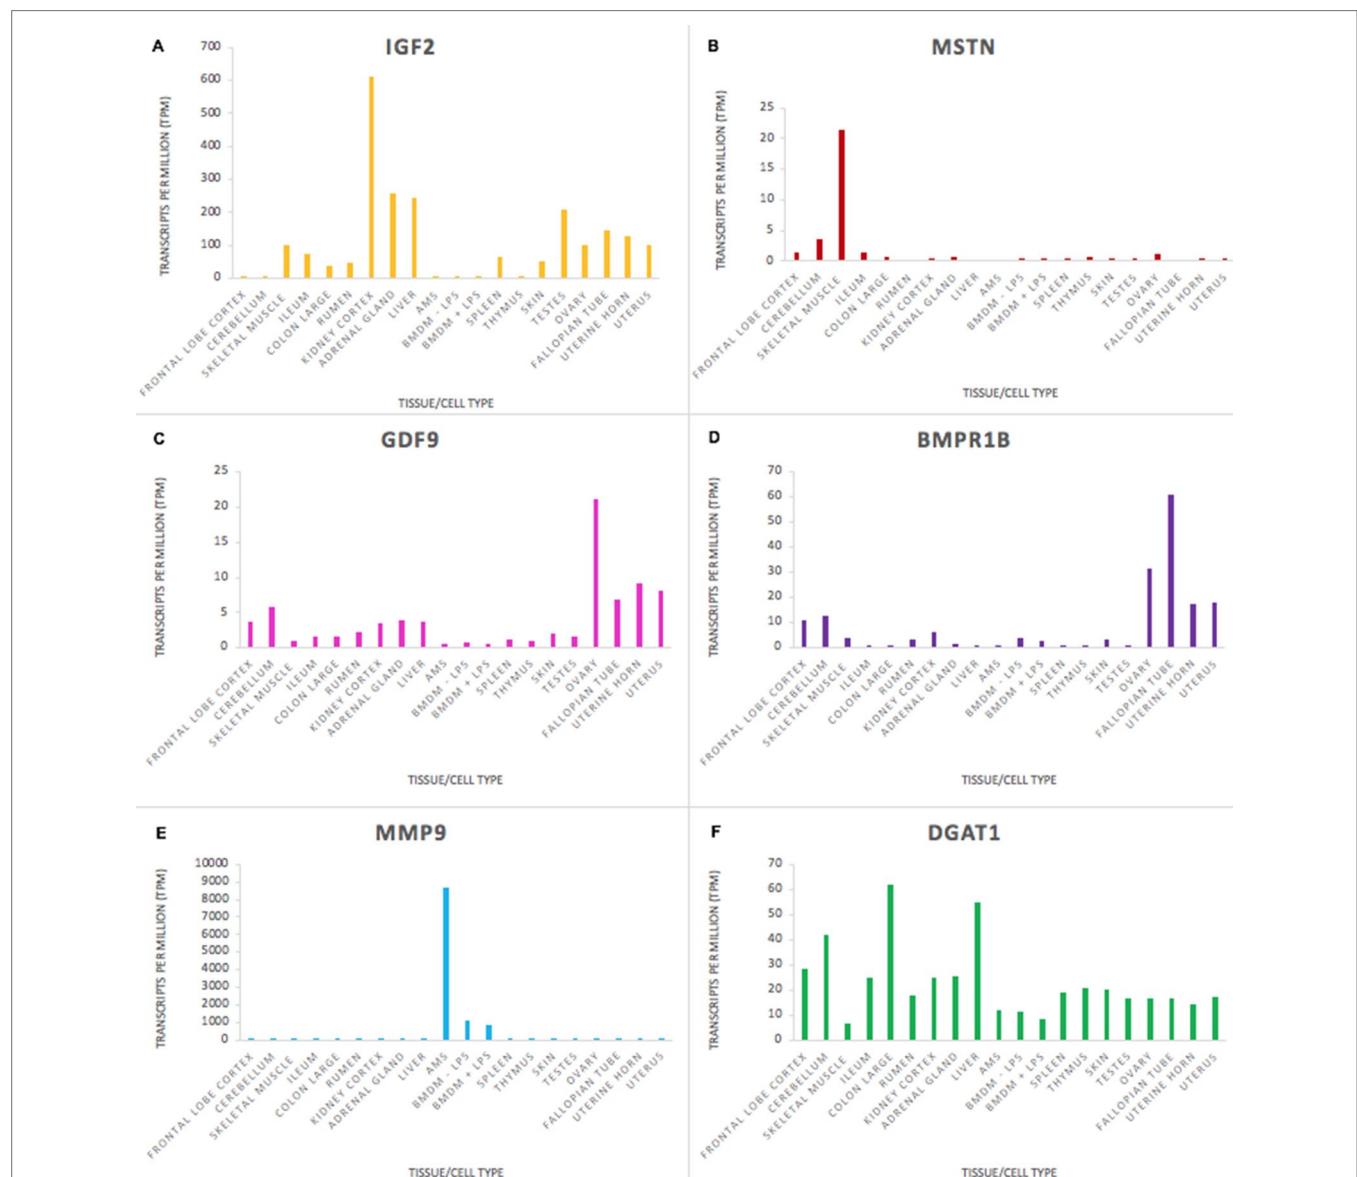 A
IGF2
TRANSCRIPTS PER MILLION (TPM)
700
600
500
400
300
200
100
0
FRONTAL LOBE CORTEX
CEREBELLUM
SKELETAL MUSCLE
ILEUM
COLON LARGE
RUMEN
KIDNEY CORTEX
ADRENAL GLAND
LIVER
AMS
BMDM - LPS
BMDM + LPS
SPLEEN
THYMUS
SKIN
TESTES
OVARY
FALLOPIAN TUBE
UTERINE HORN
UTERUS
TISSUE/CELL TYPE
B
MSTN
TRANSCRIPTS PER MILLION (TPM)
25
20
15
10
5
0
FRONTAL LOBE CORTEX
CEREBELLUM
SKELETAL MUSCLE
ILEUM
COLON LARGE
RUMEN
KIDNEY CORTEX
ADRENAL GLAND
LIVER
AMS
BMDM - LPS
BMDM + LPS
SPLEEN
THYMUS
SKIN
TESTES
OVARY
FALLOPIAN TUBE
UTERINE HORN
UTERUS
TISSUE/CELL TYPE
C
GDF9
TRANSCRIPTS PER MILLION (TPM)
25
20
15
10
5
0
FRONTAL LOBE CORTEX
CEREBELLUM
SKELETAL MUSCLE
ILEUM
COLON LARGE
RUMEN
KIDNEY CORTEX
ADRENAL GLAND
LIVER
AMS
BMDM - LPS
BMDM + LPS
SPLEEN
THYMUS
SKIN
TESTES
OVARY
FALLOPIAN TUBE
UTERINE HORN
UTERUS
TISSUE/CELL TYPE
D
BMPR1B
TRANSCRIPTS PER MILLION (TPM)
70
60
50
40
30
20
10
0
FRONTAL LOBE CORTEX
CEREBELLUM
SKELETAL MUSCLE
ILEUM
COLON LARGE
RUMEN
KIDNEY CORTEX
ADRENAL GLAND
LIVER
AMS
BMDM - LPS
BMDM + LPS
SPLEEN
THYMUS
SKIN
TESTES
OVARY
FALLOPIAN TUBE
UTERINE HORN
UTERUS
TISSUE/CELL TYPE
E
MMP9
TRANSCRIPTS PER MILLION (TPM)
10000
9000
8000
7000
6000
5000
4000
3000
2000
1000
0
FRONTAL LOBE CORTEX
CEREBELLUM
SKELETAL MUSCLE
ILEUM
COLON LARGE
RUMEN
KIDNEY CORTEX
ADRENAL GLAND
LIVER
AMS
BMDM - LPS
BMDM + LPS
SPLEEN
THYMUS
SKIN
TESTES
OVARY
FALLOPIAN TUBE
UTERINE HORN
UTERUS
TISSUE/CELL TYPE
F
DGAT1
TRANSCRIPTS PER MILLION (TPM)
70
60
50
40
30
20
10
0
FRONTAL LOBE CORTEX
CEREBELLUM
SKELETAL MUSCLE
ILEUM
COLON LARGE
RUMEN
KIDNEY CORTEX
ADRENAL GLAND
LIVER
AMS
BMDM - LPS
BMDM + LPS
SPLEEN
THYMUS
SKIN
TESTES
OVARY
FALLOPIAN TUBE
UTERINE HORN
UTERUS
TISSUE/CELL TYPE